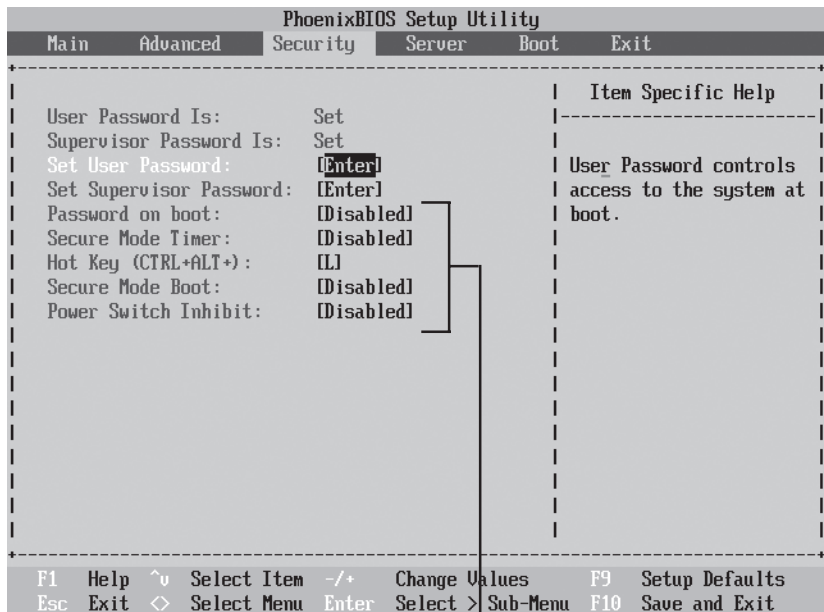 PhoenixBIOS Setup Utility
Main Advanced Security Server Boot Exit
Item Specific Help
User Password Is: Set
Supervisor Password Is: Set
Set User Password: [Enter]
Set Supervisor Password: [Enter]
Password on boot: [Disabled]
Secure Mode Timer: [Disabled]
Hot Key (CTRL+ALT+): [L]
Secure Mode Boot: [Disabled]
Power Switch Inhibit: [Disabled]
User Password controls
access to the system at
boot.
F1 Help ^v Select Item -/+ Change Values F9 Setup Defaults
Esc Exit <> Select Menu Enter Select > Sub-Menu F10 Save and Exit